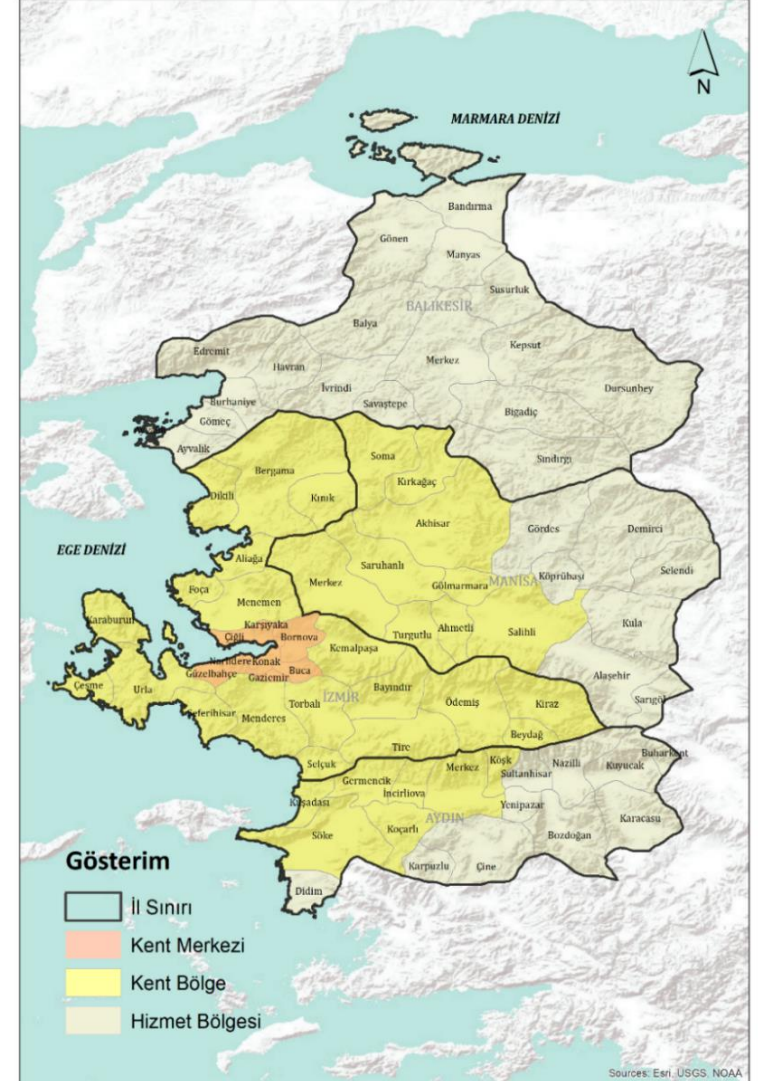 N
MARMARA DENİZİ
Bandırma
Gönen
Manyas
Susurluk
BALIKESİR
Balya
Kepsut
Edremit
Merkez
Havran
İvrindi
Dursunbey
Burhaniye
Savaştepe
Bigadiç
Gömeç
Ayvalık
Soma
Sındırgı
Bergama
Kırkağaç
Dikili
Kınık
Akhisar
Gördes
Demirci
EGE DENİZİ
Aliağa
Saruhanlı
Selendi
Köprübaşı
MANİSA
Merkez
Gölmarmara
Foça
Menemen
Karaburun
Karşıyaka
Kula
Çiğli
Bornova
Turgutlu
Ahmetli
Salihli
Kemalpaşa
Narlıdere
Konak
Buca
Güzelbahçe
Gaziemir
Alaşehir
Çeşme
Urla
Bayındır
İZMİR
Sarıgöl
Torbalı
Ödemiş
Kiraz
Seferihisar
Menderes
Beydağ
Tire
Buharkent
Selçuk
Köşk
Merkez
Nazilli
Kuyucak
Sultanhisar
Germencik
İncirliova
Kuşadası
Yenipazar
AYDIN
Karacasu
Söke
Koçarlı
Bozdoğan
Karpuzlu
Çine
Didim
Gösterim
İl Sınırı
Kent Merkezi
Kent Bölge
Hizmet Bölgesi
Sources: Esri, USGS, NOAA